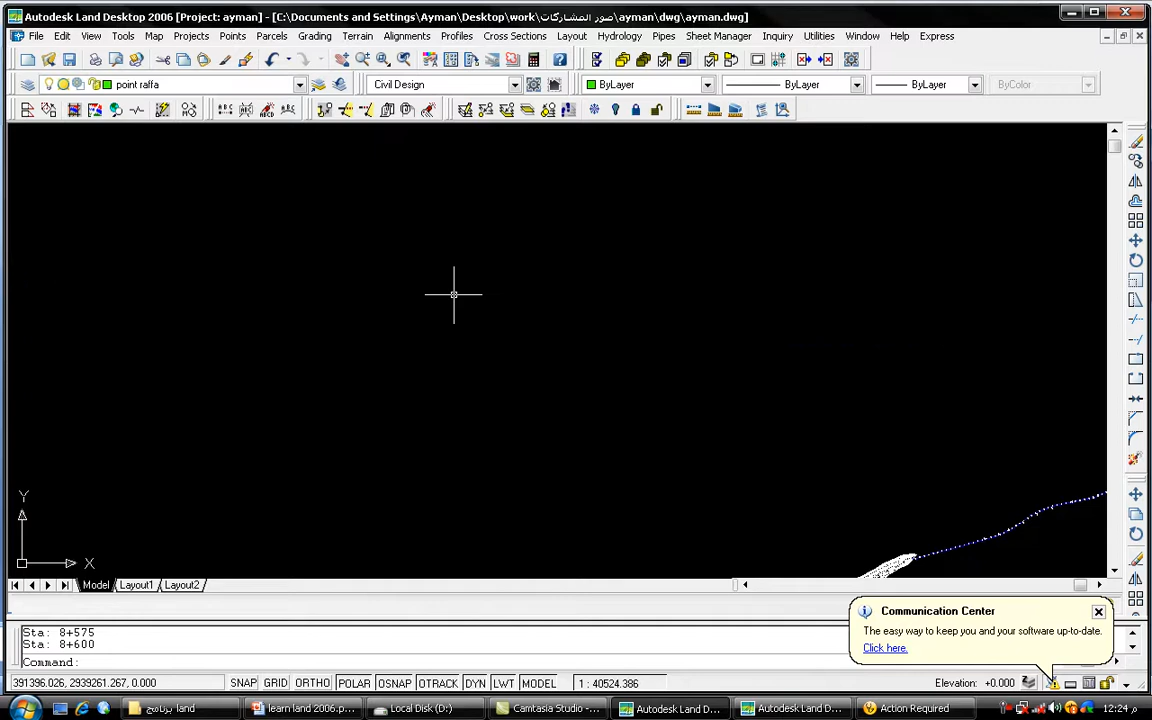 Autodesk Land Desktop 2006 [Project: ayman] - [C:\Documents and Settings\Ayman\Desktop\work\صور المشاركات\ayman\dwg\ayman.dwg]
File Edit View Tools Map Projects Points Parcels Grading Terrain Alignments Profiles Cross Sections Layout Hydrology Pipes Sheet Manager Inquiry Utilities Window Help Express
point raffa Civil Design ByLayer ByLayer ByLayer ByColor
Y
X
Model Layout1 Layout2
Communication Center
The easy way to keep you and your software up-to-date.
Click here.
Sta: 8+575
Sta: 8+600
Command:
391396.026, 2939261.267, 0.000 SNAP GRID ORTHO POLAR OSNAP OTRACK DYN LWT MODEL 1 : 40524.386 Elevation: +0.000
برنامج land learn land 2006.p... Local Disk (D:) Camtasia Studio -... Autodesk Land D... Autodesk Land D... Action Required 12:24 م